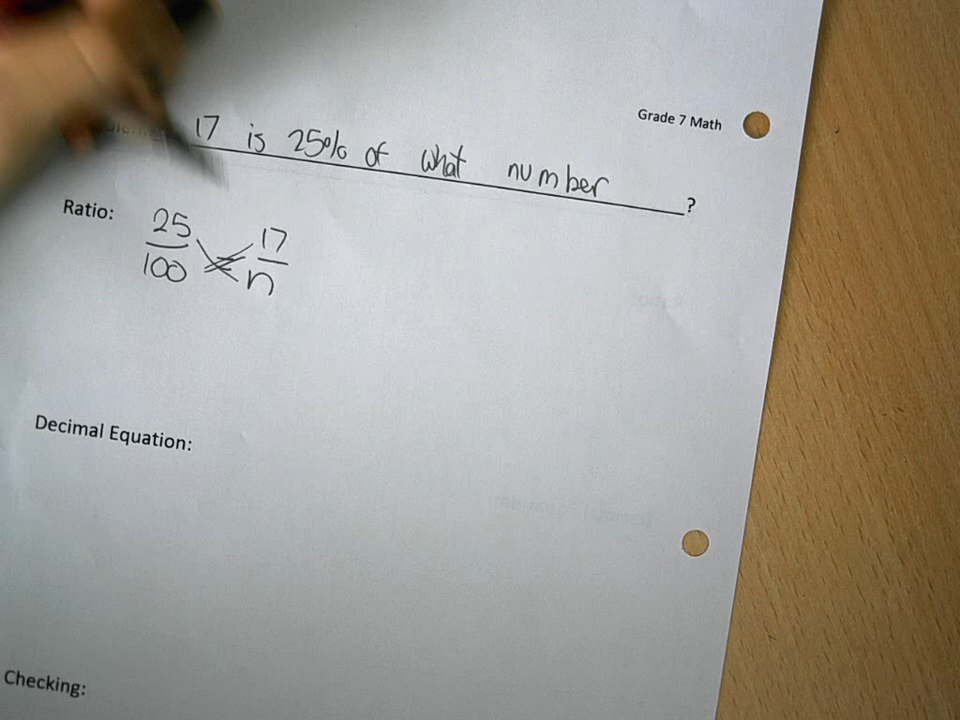 Grade 7 Math
17 is 25% of what number ?
Ratio:
25/100 = 17/n
Decimal Equation:
Checking: